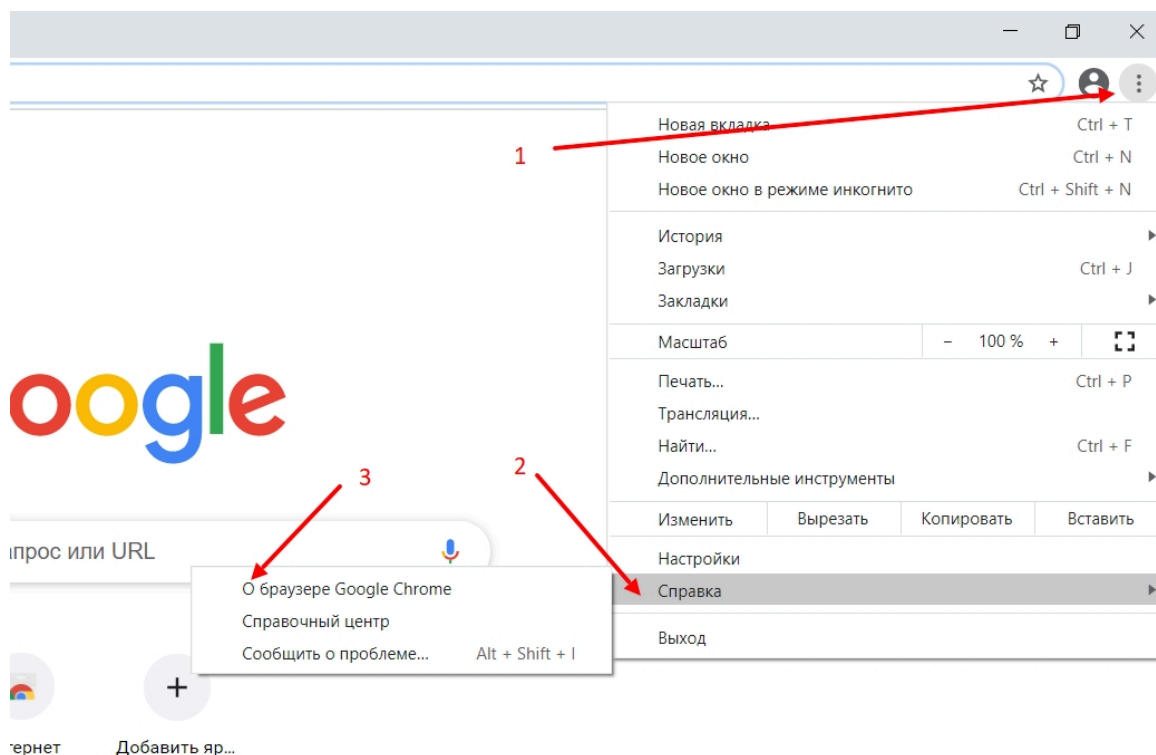 Новая вкладка Ctrl + T
1
Новое окно Ctrl + N
Новое окно в режиме инкогнито Ctrl + Shift + N
История
Загрузки Ctrl + J
Закладки
Масштаб - 100 % +
Печать... Ctrl + P
oogle
Трансляция...
Найти... Ctrl + F
2
3
Дополнительные инструменты
Изменить Вырезать Копировать Вставить
апрос или URL
Настройки
О браузере Google Chrome
Справка
Справочный центр
Выход
Сообщить о проблеме... Alt + Shift + I
тернет Добавить яр...